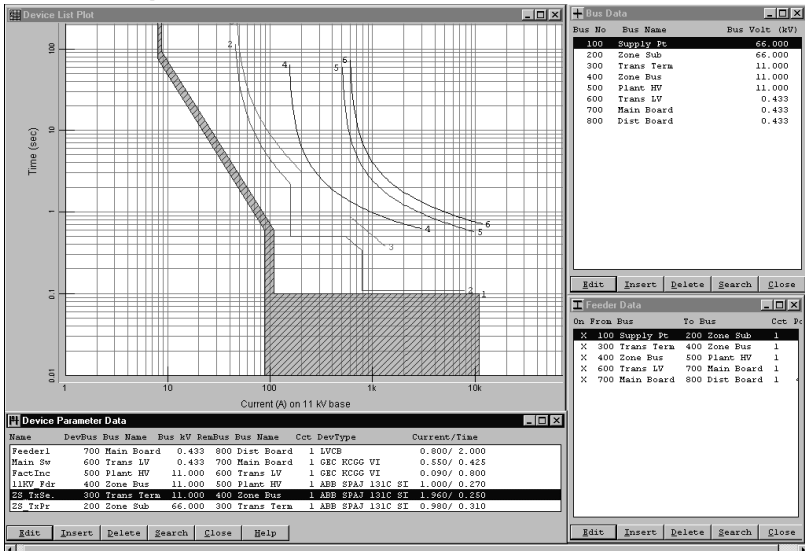 Device List Plot
100
10
1
0.1
0.01
Time (sec)
2
4
5
6
6
5
4
3
2
1
1
10
100
1k
10k
Current (A) on 11 kV base
Bus Data
Bus No Bus Name Bus Volt (kV)
100 Supply Pt 66.000
200 Zone Sub 66.000
300 Trans Term 11.000
400 Zone Bus 11.000
500 Plant HV 11.000
600 Trans LV 0.433
700 Main Board 0.433
800 Dist Board 0.433
Edit Insert Delete Search Close
Feeder Data
On From Bus To Bus Cct
X 100 Supply Pt 200 Zone Sub 1
X 300 Trans Term 400 Zone Bus 1
X 400 Zone Bus 500 Plant HV 1
X 600 Trans LV 700 Main Board 1
X 700 Main Board 800 Dist Board 1
Edit Insert Delete Search Close
Device Parameter Data
Name DevBus Bus Name Bus kV RemBus Bus Name Cct DevType Current/Time
Feeder1 700 Main Board 0.433 800 Dist Board 1 LVCB 0.800/ 2.000
Main Sw 600 Trans LV 0.433 700 Main Board 1 GEC KCGG VI 0.550/ 0.425
FactInc 500 Plant HV 11.000 600 Trans LV 1 GEC KCGG VI 0.090/ 0.800
11KV_Fdr 400 Zone Bus 11.000 500 Plant HV 1 ABB SPAJ 131C SI 1.000/ 0.270
ZS_TxSe. 300 Trans Term 11.000 400 Zone Bus 1 ABB SPAJ 131C SI 1.960/ 0.250
ZS_TxPr 200 Zone Sub 66.000 300 Trans Term 1 ABB SPAJ 131C SI 0.980/ 0.310
Edit Insert Delete Search Close Help